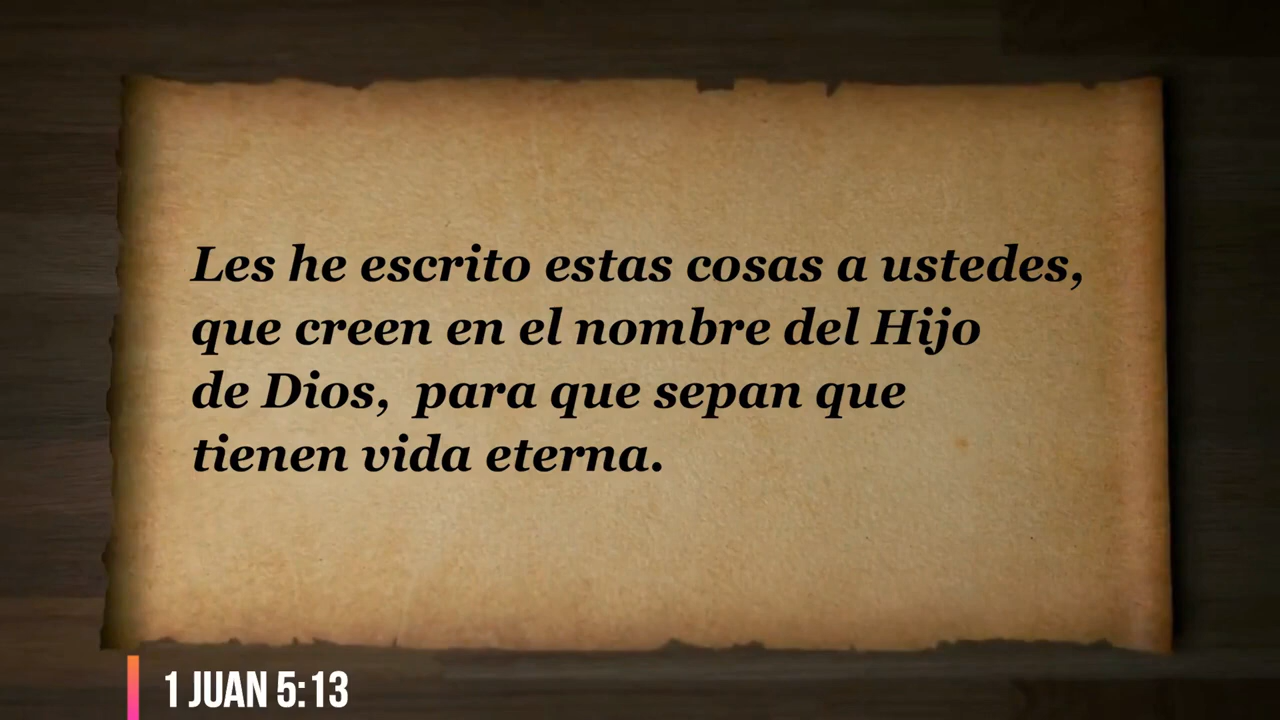 Les he escrito estas cosas a ustedes,
que creen en el nombre del Hijo
de Dios,  para que sepan que
tienen vida eterna.
1 JUAN 5:13